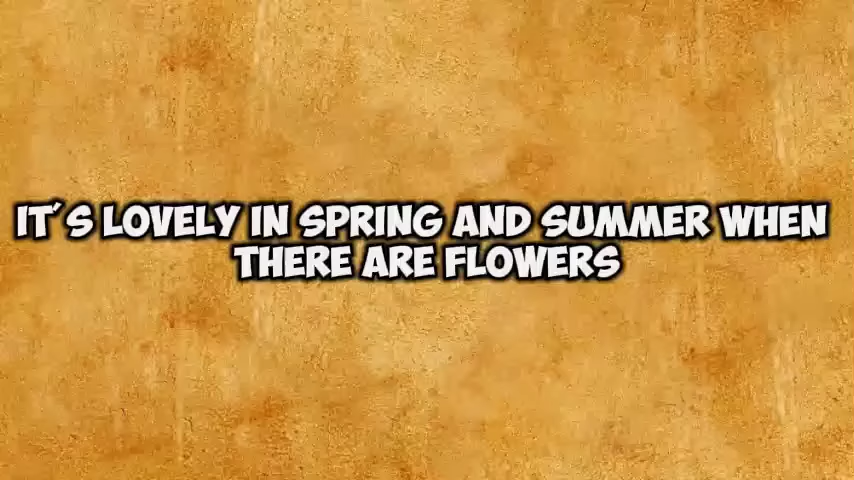 IT´S LOVELY IN SPRING AND SUMMER WHEN
THERE ARE FLOWERS